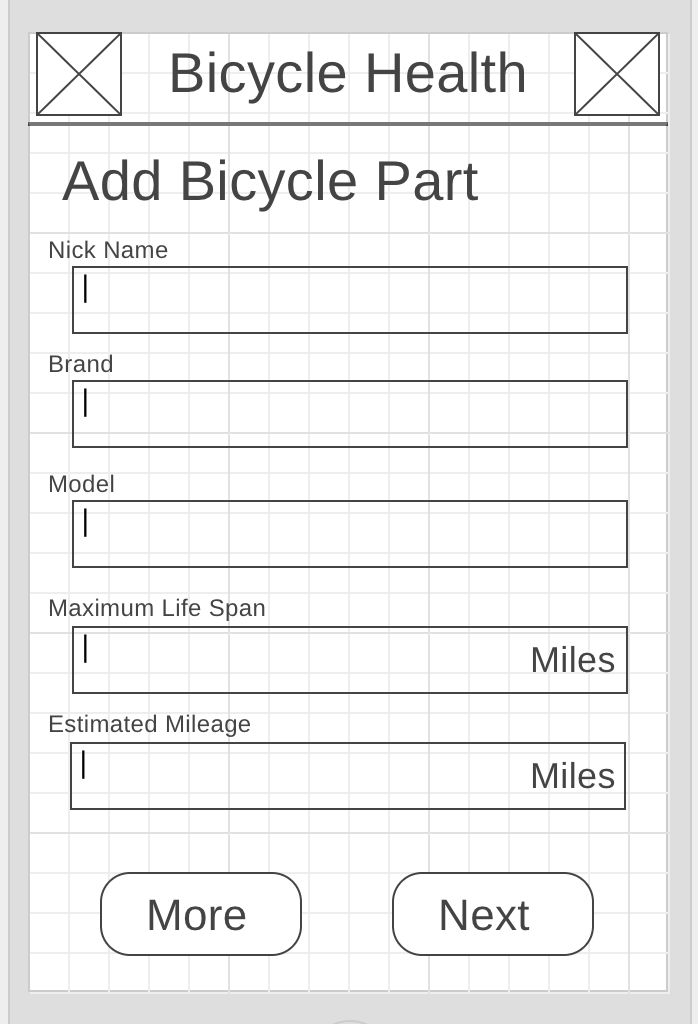 Bicycle Health
Add Bicycle Part
Nick Name
Brand
Model
Maximum Life Span
Miles
Estimated Mileage
Miles
More
Next